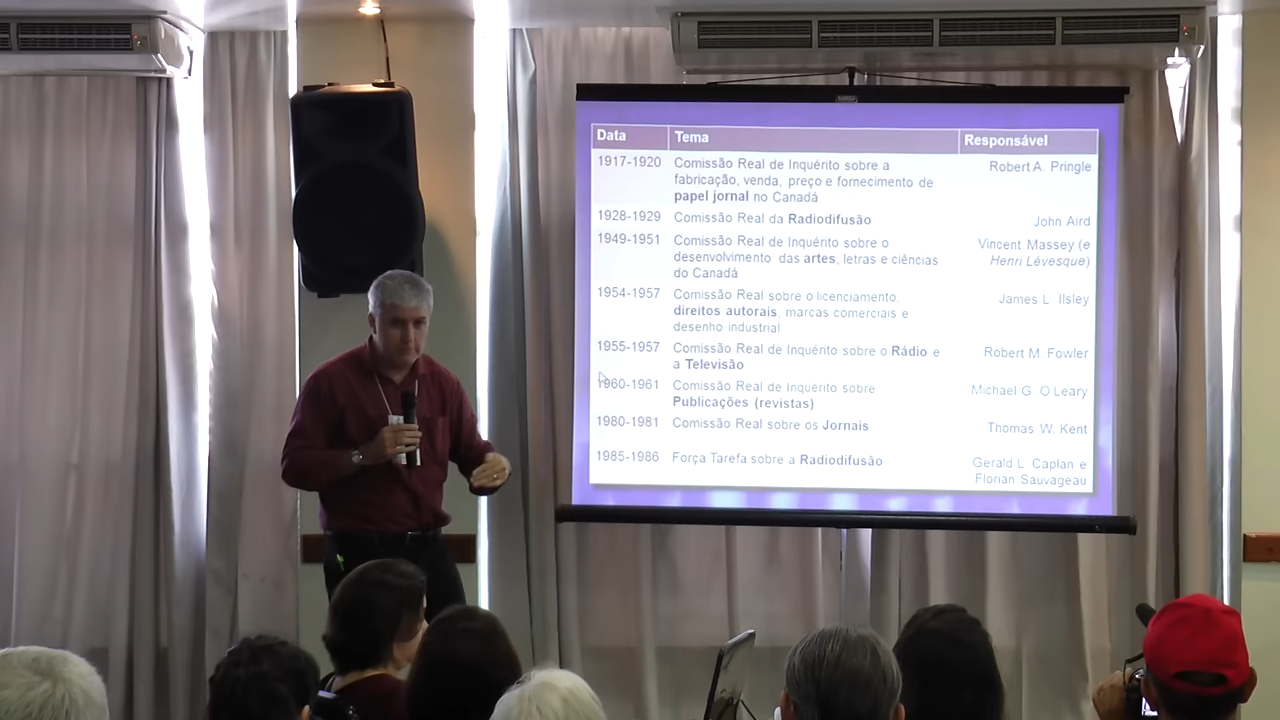 Data Tema Responsável
1917-1920 Comissão Real de Inquérito sobre a Robert A. Pringle
fabricação, venda, preço e fornecimento de
papel jornal no Canadá
1928-1929 Comissão Real da Radiodifusão John Aird
1949-1951 Comissão Real de Inquérito sobre o Vincent Massey (e
desenvolvimento das artes, letras e ciências Henri Lévesque)
do Canadá
1954-1957 Comissão Real sobre o licenciamento, James L. Ilsley
direitos autorais, marcas comerciais e
desenho industrial
1955-1957 Comissão Real de Inquérito sobre o Rádio e Robert M. Fowler
a Televisão
1960-1961 Comissão Real de Inquérito sobre Michael G. O'Leary
Publicações (revistas)
1980-1981 Comissão Real sobre os Jornais Thomas W. Kent
1985-1986 Força Tarefa sobre a Radiodifusão Gerald L. Caplan e
Florian Sauvageau